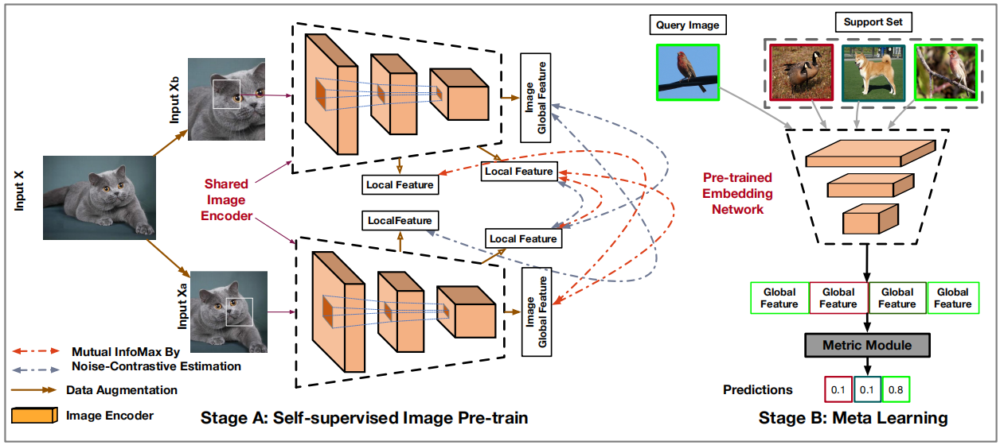 Input X
Input Xb
Input Xa
Shared
Image
Encoder
Image
Global Feature
Local Feature
Local Feature
LocalFeature
Local Feature
Image
Global Feature
Mutual InfoMax By
Noise-Contrastive Estimation
Data Augmentation
Image Encoder
Stage A: Self-supervised Image Pre-train
Query Image
Support Set
Pre-trained
Embedding
Network
Global
Feature
Global
Feature
Global
Feature
Global
Feature
Metric Module
Predictions
0.1
0.1
0.8
Stage B: Meta Learning